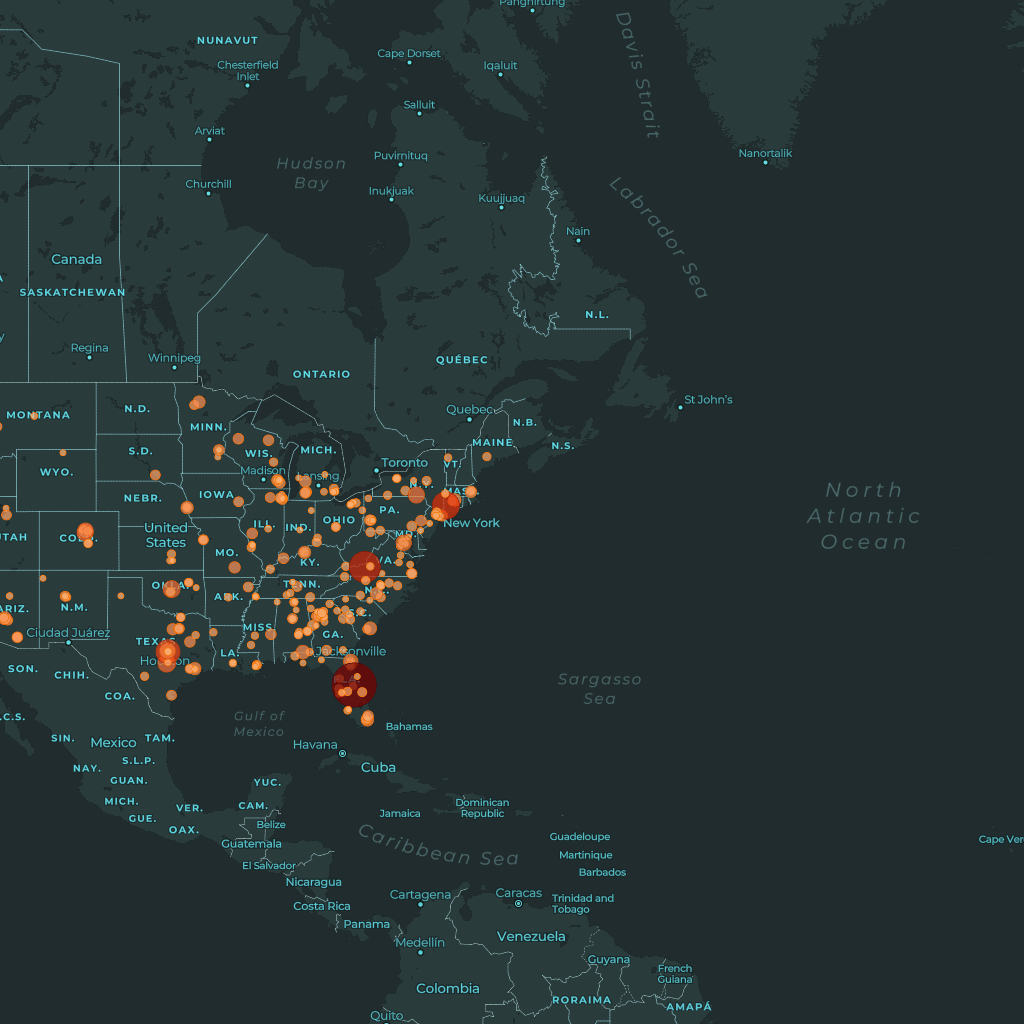 Pangnirtung
NUNAVUT
Cape Dorset
Chesterfield
Inlet
Iqaluit
Davis Strait
Salluit
Arviat
Puvirnituq
Hudson
Bay
Nanortalik
Churchill
Inukjuak
Kuujjuaq
Labrador Sea
Nain
Canada
SASKATCHEWAN
N.L.
Regina
Winnipeg
QUÉBEC
ONTARIO
St John's
MONTANA
N.D.
Quebec
MINN.
N.B.
MAINE
N.S.
S.D.
WIS.
MICH.
Toronto
VT.
WYO.
Madison
Lansing
N.Y.
MASS.
NEBR.
IOWA
North
Atlantic
Ocean
PA.
OHIO
New York
United
States
ILL.
IND.
UTAH
COLO.
MD.
MO.
KY.
VA.
OKLA.
TENN.
N.C.
ARIZ.
N.M.
ARK.
S.C.
MISS.
GA.
Ciudad Juárez
TEXAS
Houston
LA.
Jacksonville
SON.
CHIH.
Sargasso
Sea
COA.
.C.S.
Gulf of
Mexico
Bahamas
SIN.
Mexico
TAM.
Havana
S.L.P.
NAY.
Cuba
GUAN.
YUC.
MICH.
VER.
CAM.
Dominican
Republic
GUE.
Jamaica
OAX.
Belize
Caribbean Sea
Guadeloupe
Cape Ver
Guatemala
Martinique
El Salvador
Barbados
Nicaragua
Cartagena
Caracas
Trinidad and
Tobago
Costa Rica
Panama
Medellín
Venezuela
Guyana
French
Guiana
Colombia
RORAIMA
AMAPÁ
Quito